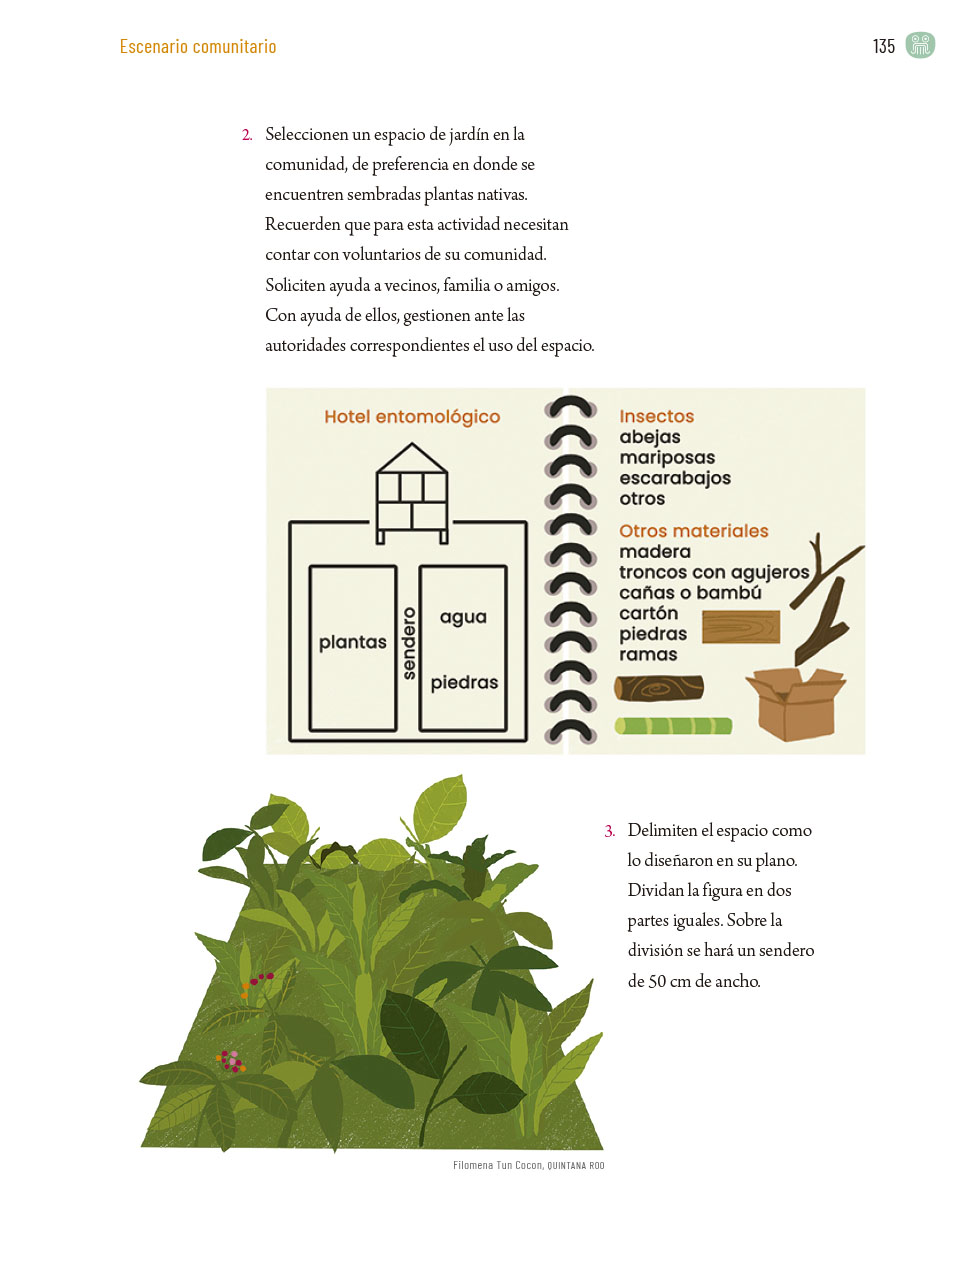 Escenario comunitario
135
2. Seleccionen un espacio de jardín en la
comunidad, de preferencia en donde se
encuentren sembradas plantas nativas.
Recuerden que para esta actividad necesitan
contar con voluntarios de su comunidad.
Soliciten ayuda a vecinos, familia o amigos.
Con ayuda de ellos, gestionen ante las
autoridades correspondientes el uso del espacio.
Hotel entomológico
plantas
sendero
agua
piedras
Insectos
abejas
mariposas
escarabajos
otros
Otros materiales
madera
troncos con agujeros
cañas o bambú
cartón
piedras
ramas
3. Delimiten el espacio como
lo diseñaron en su plano.
Dividan la figura en dos
partes iguales. Sobre la
división se hará un sendero
de 50 cm de ancho.
Filomena Tun Cocon, QUINTANA ROO